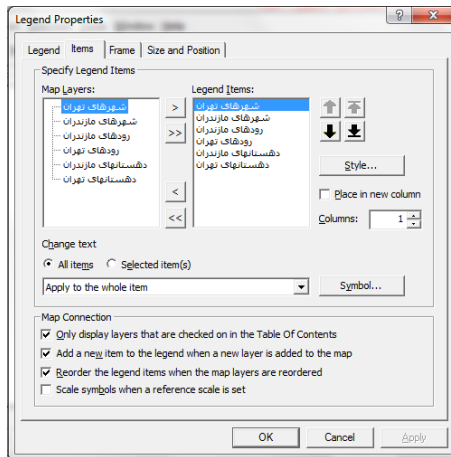 Legend Properties
Legend
Items
Frame
Size and Position
Specify Legend Items
Map Layers:
شهرهای تهران
شهرهای مازندران
رودهای مازندران
رودهای تهران
دهستانهای مازندران
دهستانهای تهران
>
>>
<
<<
Legend Items:
شهرهای تهران
شهرهای مازندران
رودهای مازندران
رودهای تهران
دهستانهای مازندران
دهستانهای تهران
Style...
Place in new column
Columns: 1
Change text
All items
Selected item(s)
Apply to the whole item
Symbol...
Map Connection
Only display layers that are checked on in the Table Of Contents
Add a new item to the legend when a new layer is added to the map
Reorder the legend items when the map layers are reordered
Scale symbols when a reference scale is set
OK
Cancel
Apply